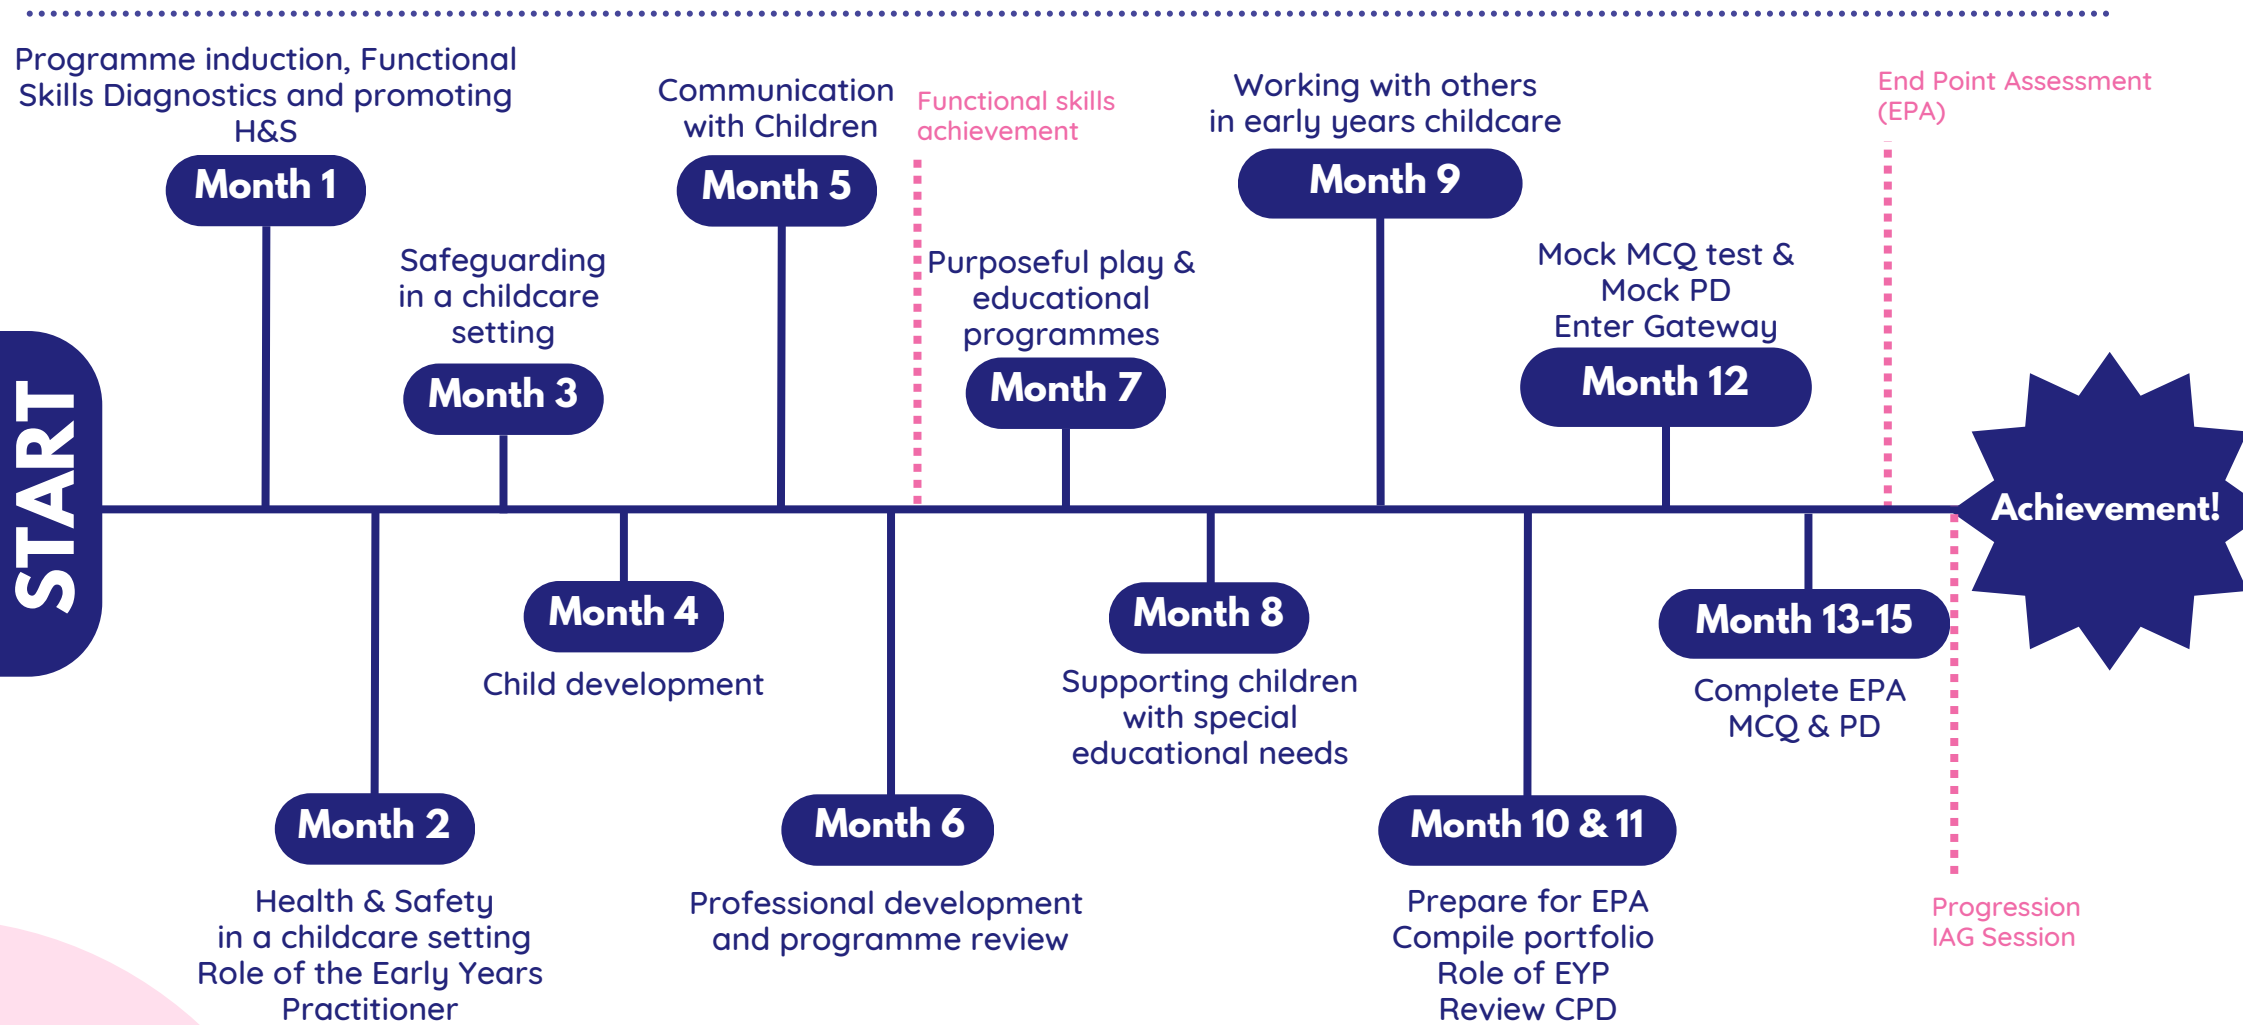 START
Programme induction, Functional
Skills Diagnostics and promoting
H&S
Month 1
Health & Safety
in a childcare setting
Role of the Early Years
Practitioner
Month 2
Safeguarding
in a childcare
setting
Month 3
Month 4
Child development
Communication
with Children
Month 5
Functional skills
achievement
Month 6
Professional development
and programme review
Purposeful play &
educational
programmes
Month 7
Month 8
Supporting children
with special
educational needs
Working with others
in early years childcare
Month 9
Month 10 & 11
Prepare for EPA
Compile portfolio
Role of EYP
Review CPD
Mock MCQ test &
Mock PD
Enter Gateway
Month 12
Month 13-15
Complete EPA
MCQ & PD
End Point Assessment
(EPA)
Progression
IAG Session
Achievement!